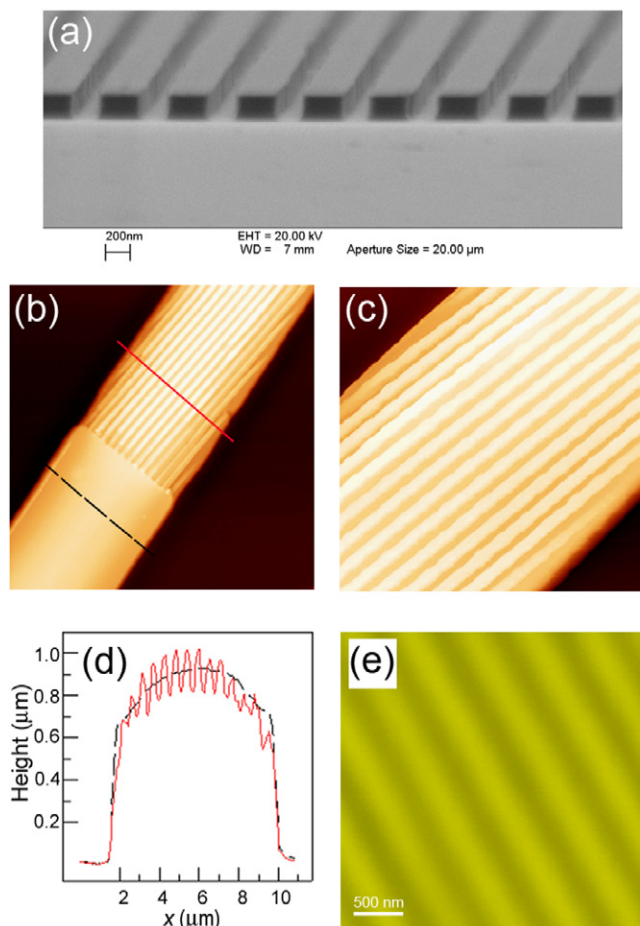 (a)
200nm
EHT = 20.00 kV
WD = 7 mm
Aperture Size = 20.00 µm
(b)
(c)
(d)
Height (µm)
1.0
0.8
0.6
0.4
0.2
2 4 6 8 10
x (µm)
(e)
500 nm